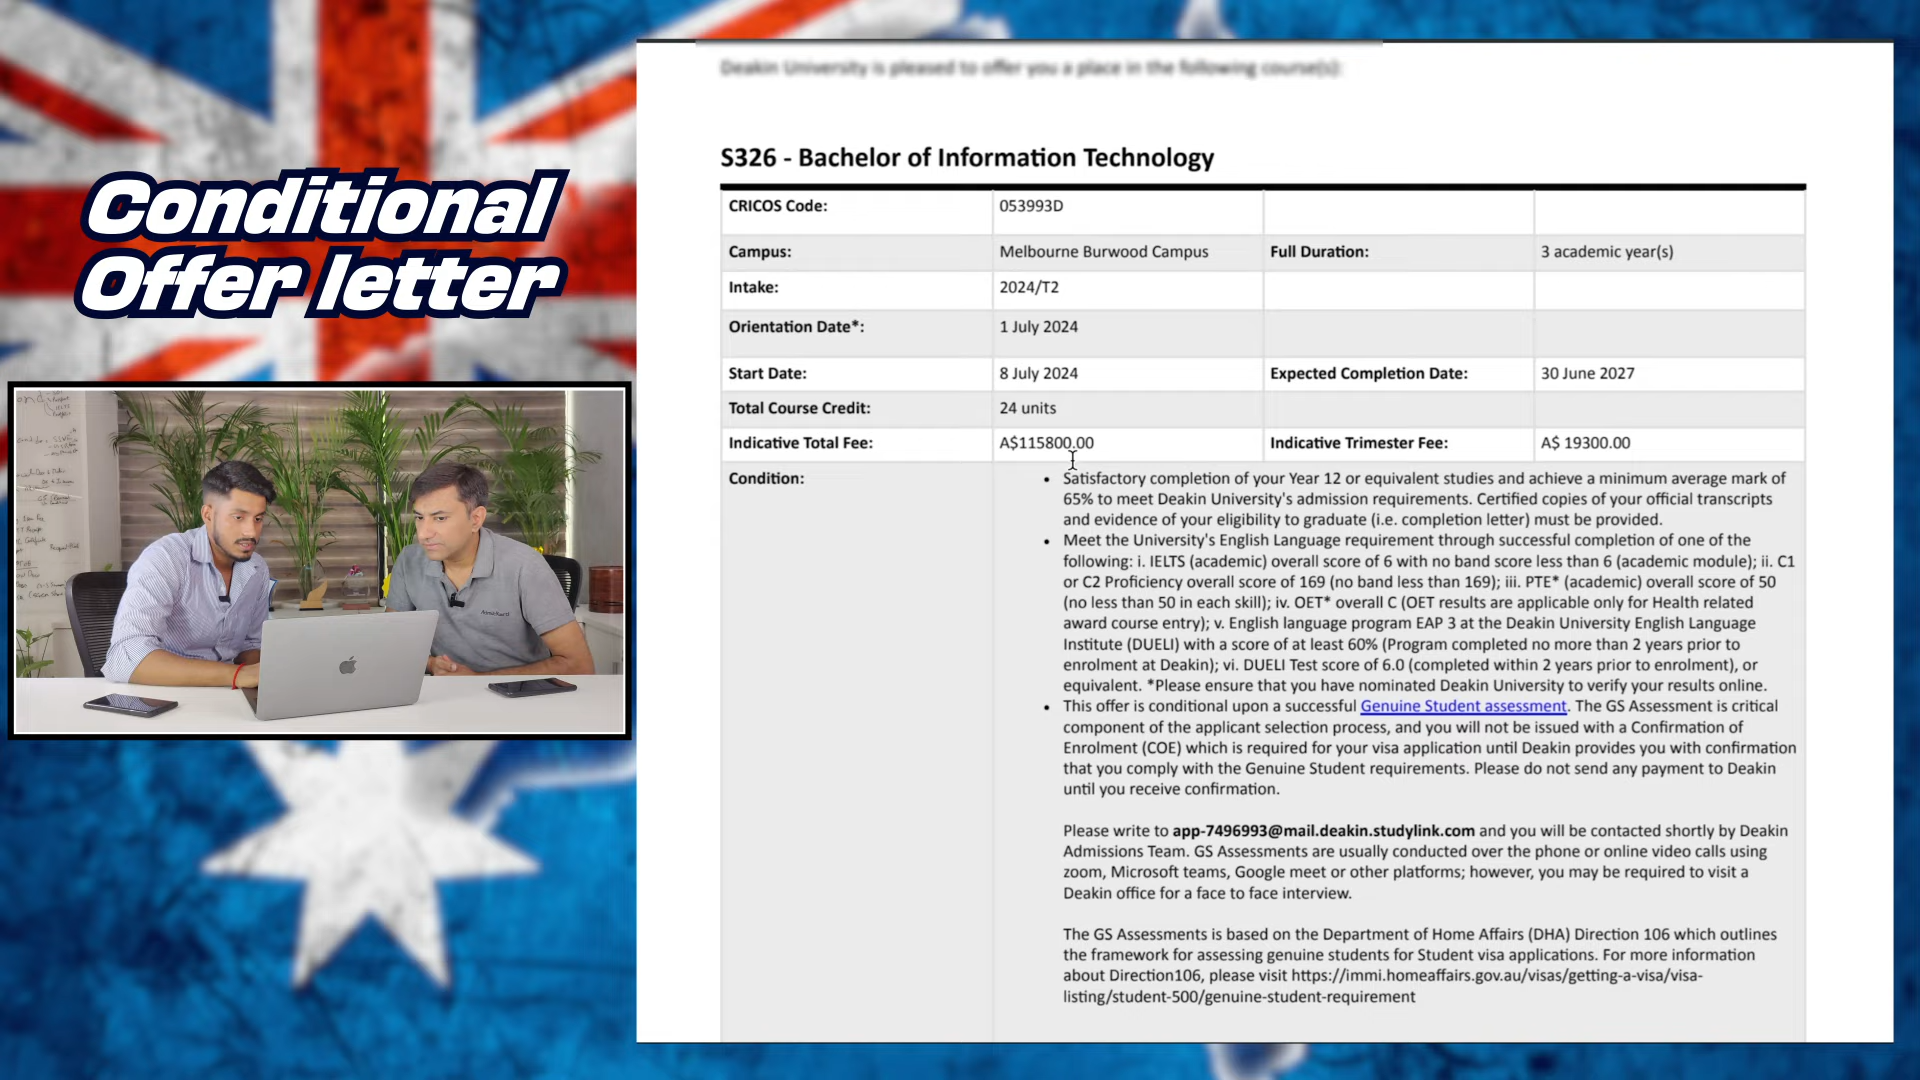 Conditional
Offer letter
Deakin University is pleased to offer you a place in the following course(s):
S326 - Bachelor of Information Technology
CRICOS Code: 053993D
Campus: Melbourne Burwood Campus Full Duration: 3 academic year(s)
Intake: 2024/T2
Orientation Date*: 1 July 2024
Start Date: 8 July 2024 Expected Completion Date: 30 June 2027
Total Course Credit: 24 units
Indicative Total Fee: A$115800.00 Indicative Trimester Fee: A$ 19300.00
Condition:
• Satisfactory completion of your Year 12 or equivalent studies and achieve a minimum average mark of
65% to meet Deakin University's admission requirements. Certified copies of your official transcripts
and evidence of your eligibility to graduate (i.e. completion letter) must be provided.
• Meet the University's English Language requirement through successful completion of one of the
following: i. IELTS (academic) overall score of 6 with no band score less than 6 (academic module); ii. C1
or C2 Proficiency overall score of 169 (no band less than 169); iii. PTE* (academic) overall score of 50
(no less than 50 in each skill); iv. OET* overall C (OET results are applicable only for Health related
award course entry); v. English language program EAP 3 at the Deakin University English Language
Institute (DUELI) with a score of at least 60% (Program completed no more than 2 years prior to
enrolment at Deakin); vi. DUELI Test score of 6.0 (completed within 2 years prior to enrolment), or
equivalent. *Please ensure that you have nominated Deakin University to verify your results online.
• This offer is conditional upon a successful Genuine Student assessment. The GS Assessment is critical
component of the applicant selection process, and you will not be issued with a Confirmation of
Enrolment (COE) which is required for your visa application until Deakin provides you with confirmation
that you comply with the Genuine Student requirements. Please do not send any payment to Deakin
until you receive confirmation.
Please write to app-7496993@mail.deakin.studylink.com and you will be contacted shortly by Deakin
Admissions Team. GS Assessments are usually conducted over the phone or online video calls using
zoom, Microsoft teams, Google meet or other platforms; however, you may be required to visit a
Deakin office for a face to face interview.
The GS Assessments is based on the Department of Home Affairs (DHA) Direction 106 which outlines
the framework for assessing genuine students for Student visa applications. For more information
about Direction106, please visit https://immi.homeaffairs.gov.au/visas/getting-a-visa/visa-
listing/student-500/genuine-student-requirement